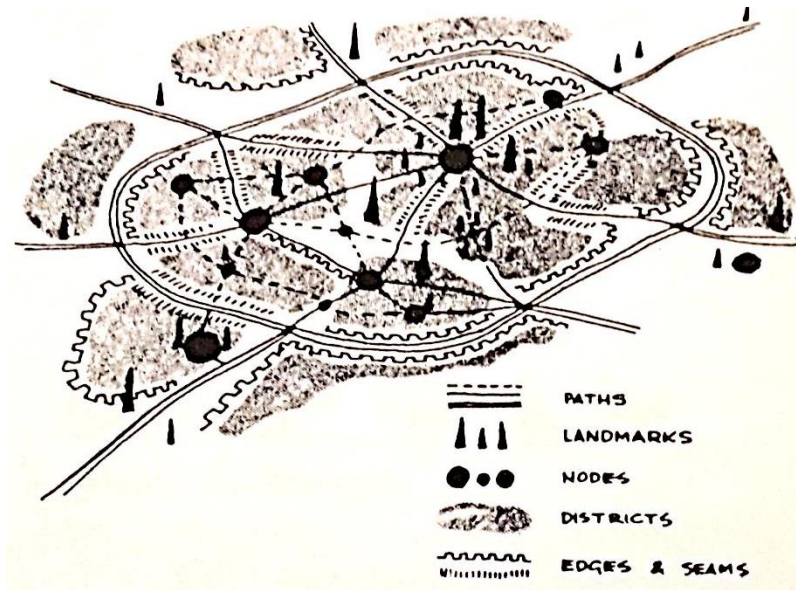 PATHS
LANDMARKS
NODES
DISTRICTS
EDGES & SEAMS